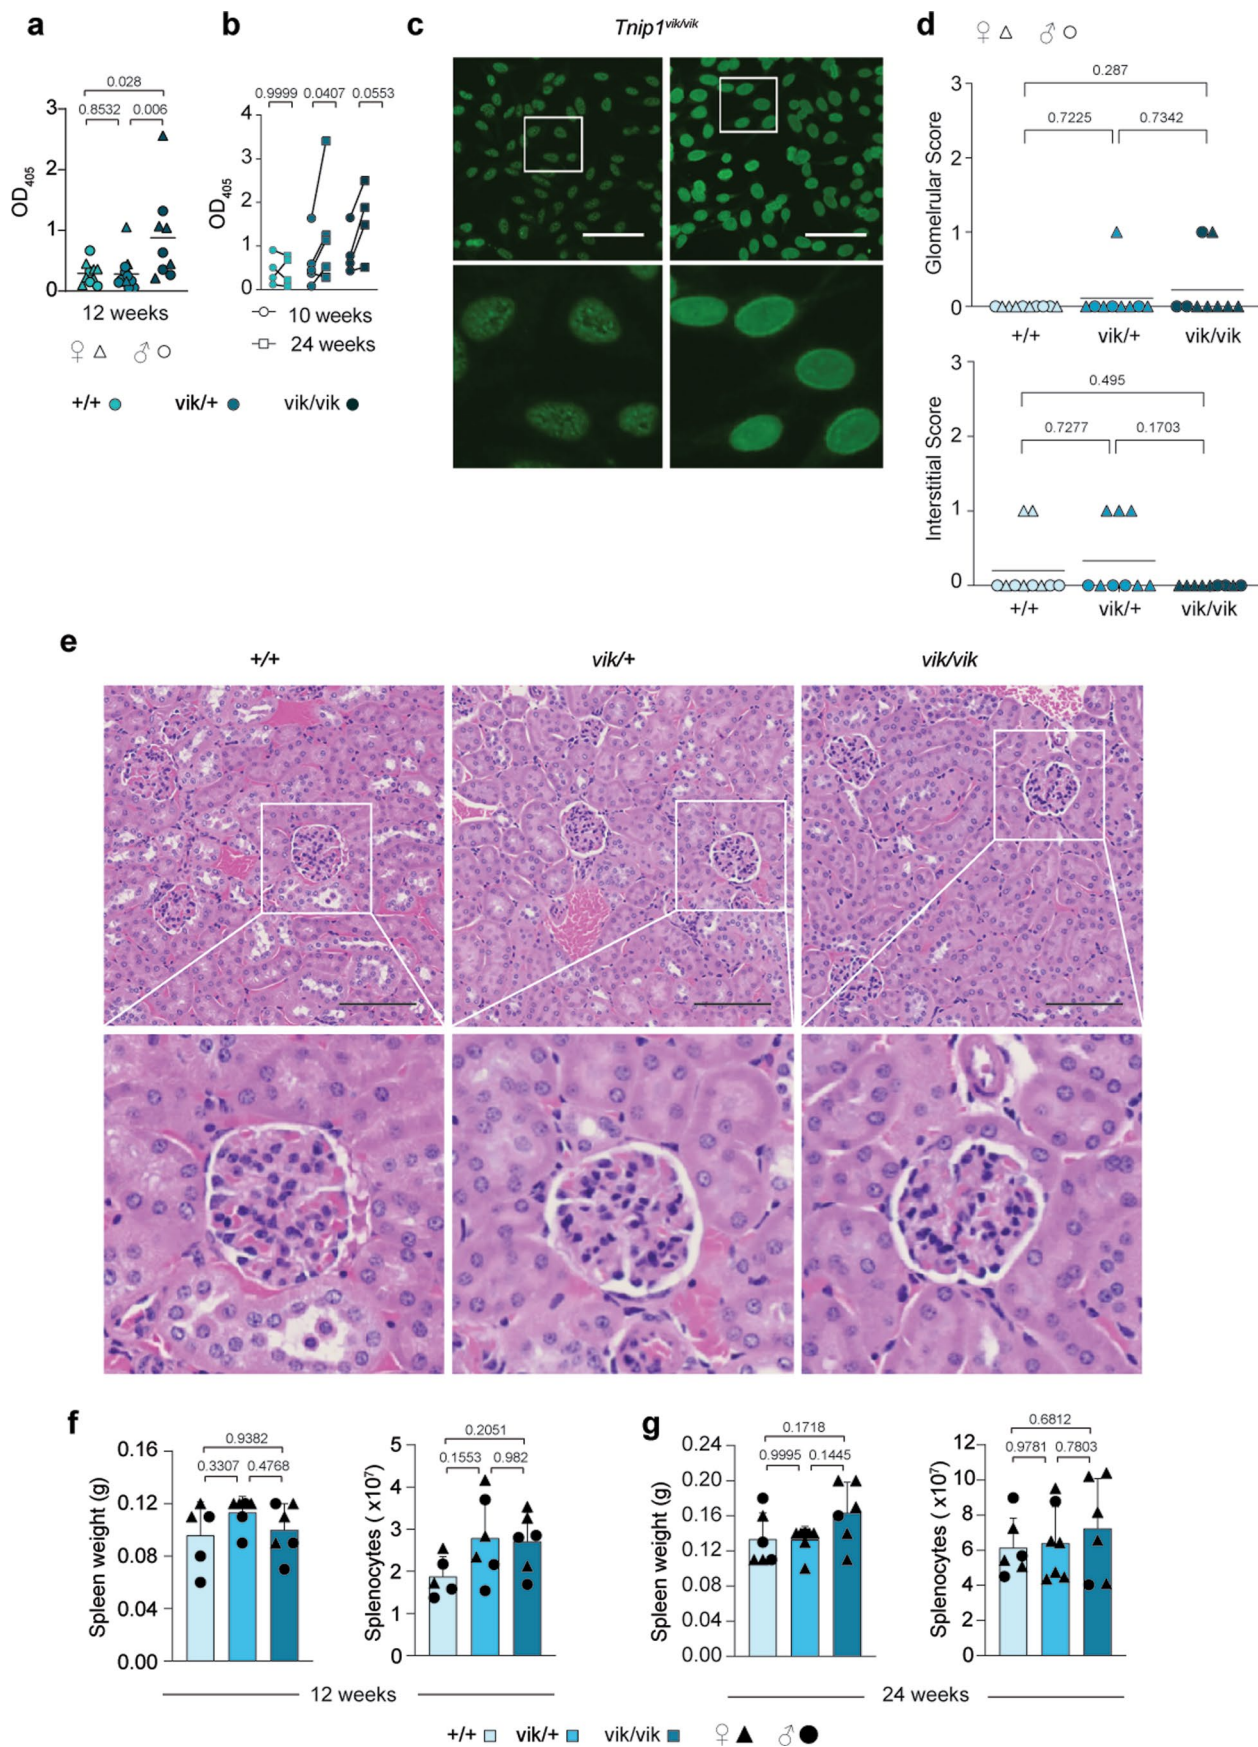 a
0.028
0.8532 0.006
OD405
3
2
1
0
12 weeks
♀ △ ♂ ○
+/+ vik/+ vik/vik
b
0.9999 0.0407 0.0553
OD405
4
3
2
1
0
10 weeks
24 weeks
c
Tnip1vik/vik
d
♀ △ ♂ ○
0.287
0.7225 0.7342
Glomelrular Score
3
2
1
0
+/+ vik/+ vik/vik
0.495
0.7277 0.1703
Interstitial Score
3
2
1
0
+/+ vik/+ vik/vik
e
+/+ vik/+ vik/vik
f
0.9382
0.3307 0.4768
Spleen weight (g)
0.16
0.12
0.08
0.04
0.00
0.2051
0.1553 0.982
Splenocytes ( x10⁷)
5
4
3
2
1
0
12 weeks
g
0.1718
0.9995 0.1445
Spleen weight (g)
0.24
0.20
0.16
0.12
0.08
0.04
0.00
0.6812
0.9781 0.7803
Splenocytes ( x10⁷)
12
10
8
6
4
2
0
24 weeks
+/+ vik/+ vik/vik ♀ ▲ ♂ ●